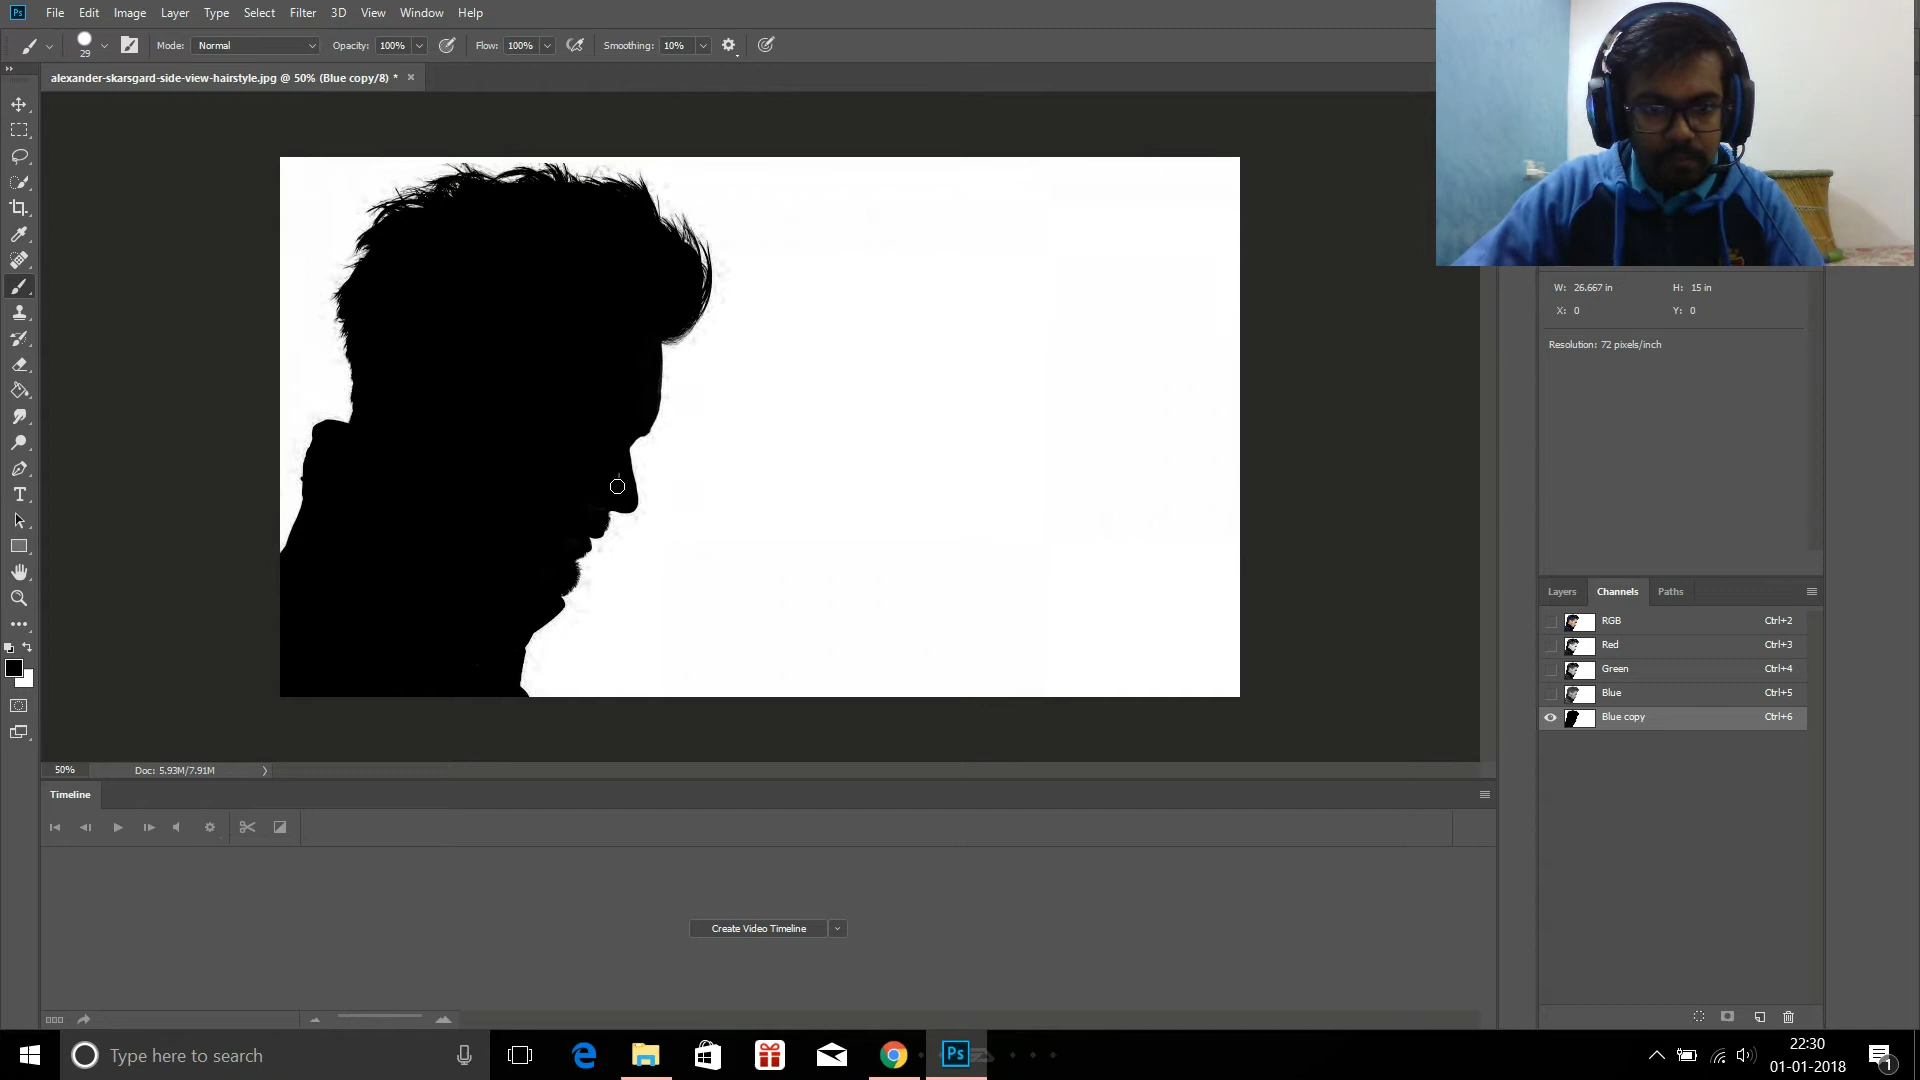 Ps File Edit Image Layer Type Select Filter 3D View Window Help
29 Mode: Normal Opacity: 100% Flow: 100% Smoothing: 10%
alexander-skarsgard-side-view-hairstyle.jpg @ 50% (Blue copy/8) * ×
W: 26.667 in H: 15 in
X: 0 Y: 0
Resolution: 72 pixels/inch
T
Layers Channels Paths
RGB Ctrl+2
Red Ctrl+3
Green Ctrl+4
Blue Ctrl+5
Blue copy Ctrl+6
50% Doc: 5.93M/7.91M
Timeline
Create Video Timeline
Type here to search
Ps
22:30
01-01-2018
1